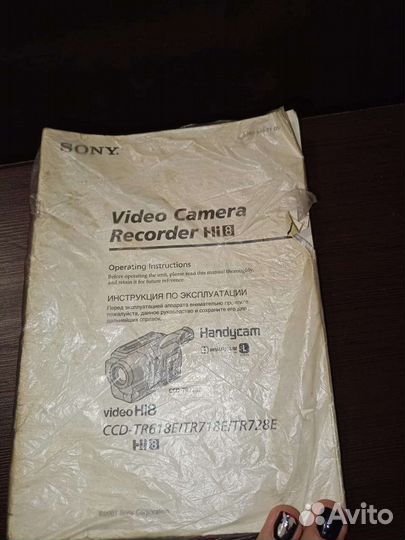 SONY
Video Camera
Recorder Hi8
Operating Instructions
Before operating the unit, please read this manual thoroughly,
and retain it for future reference.
ИНСТРУКЦИЯ ПО ЭКСПЛУАТАЦИИ
Перед эксплуатацией аппарата внимательно
пожалуйста, данное руководство и сохраните его для
дальнейших справок.
Handycam
video Hi8
CCD-TR618E/TR718E/TR728E
Hi8
©2001 Sony Corporation
Avito